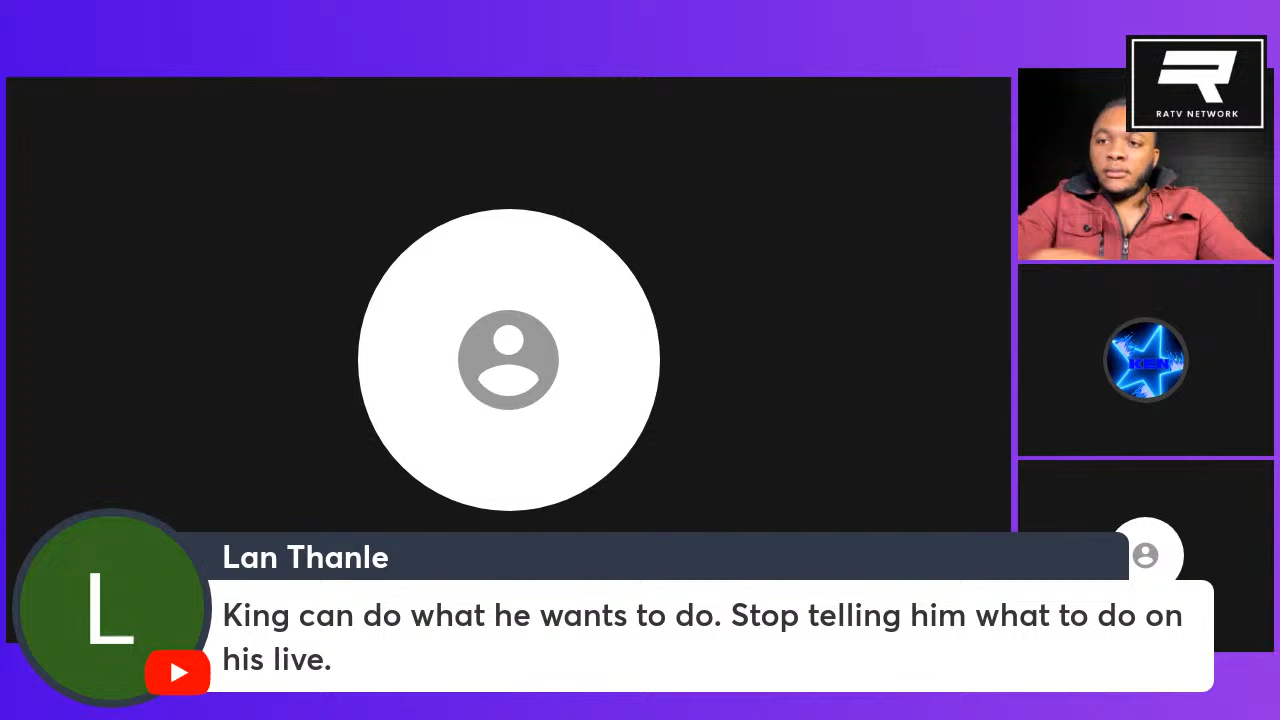 RATV NETWORK
KEN
L
Lan Thanle
King can do what he wants to do. Stop telling him what to do on
his live.